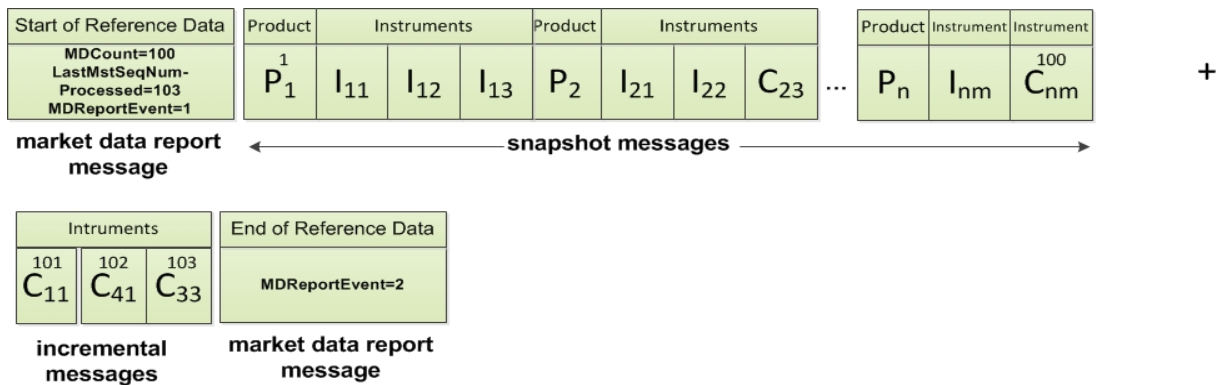 Start of Reference Data
MDCount=100
LastMstSeqNum-
Processed=103
MDReportEvent=1
market data report
message
Product Instruments Product Instruments Product Instrument Instrument
1 100
P1 I11 I12 I13 P2 I21 I22 C23 ... Pn Inm Cnm +
snapshot messages
Intruments
101 102 103
C11 C41 C33
incremental
messages
End of Reference Data
MDReportEvent=2
market data report
message